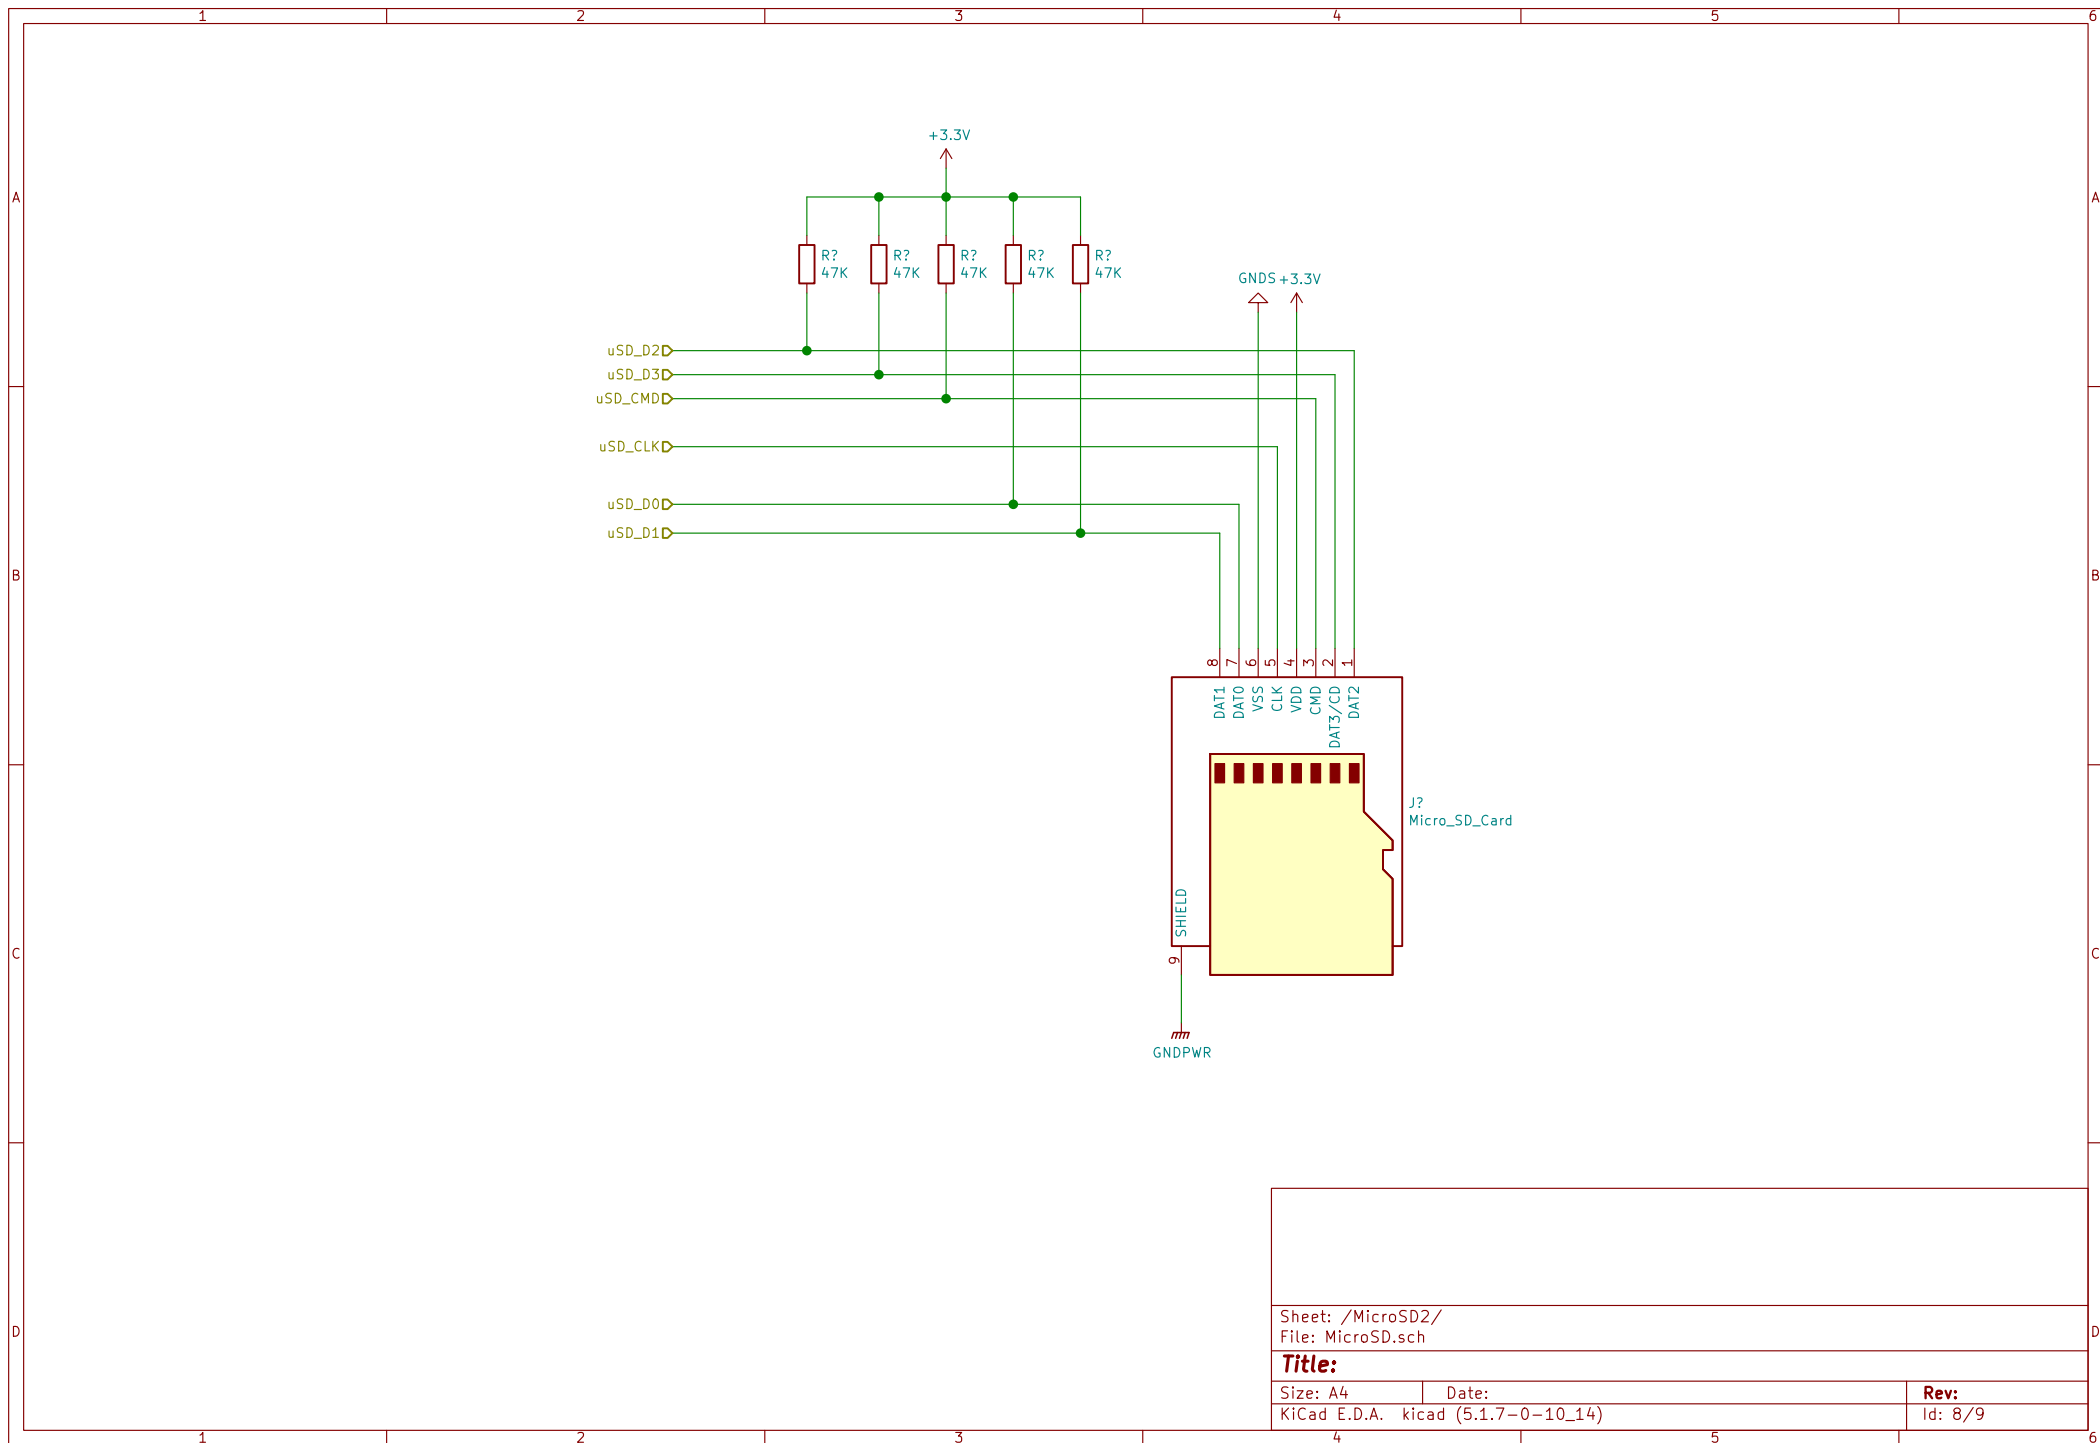 1 2 3 4 5 6
+3.3V
A A
R? R? R? R? R?
47K 47K 47K 47K 47K
GNDS +3.3V
uSD_D2
uSD_D3
uSD_CMD
uSD_CLK
uSD_D0
uSD_D1
B B
8 7 6 5 4 3 2 1
DAT1 DAT0 VSS CLK VDD CMD DAT3/CD DAT2
J?
Micro_SD_Card
SHIELD
C C
9
GNDPWR
Sheet: /MicroSD2/
D D
File: MicroSD.sch
Title:
Size: A4 Date: Rev:
KiCad E.D.A. kicad (5.1.7-0-10_14) Id: 8/9
1 2 3 4 5 6